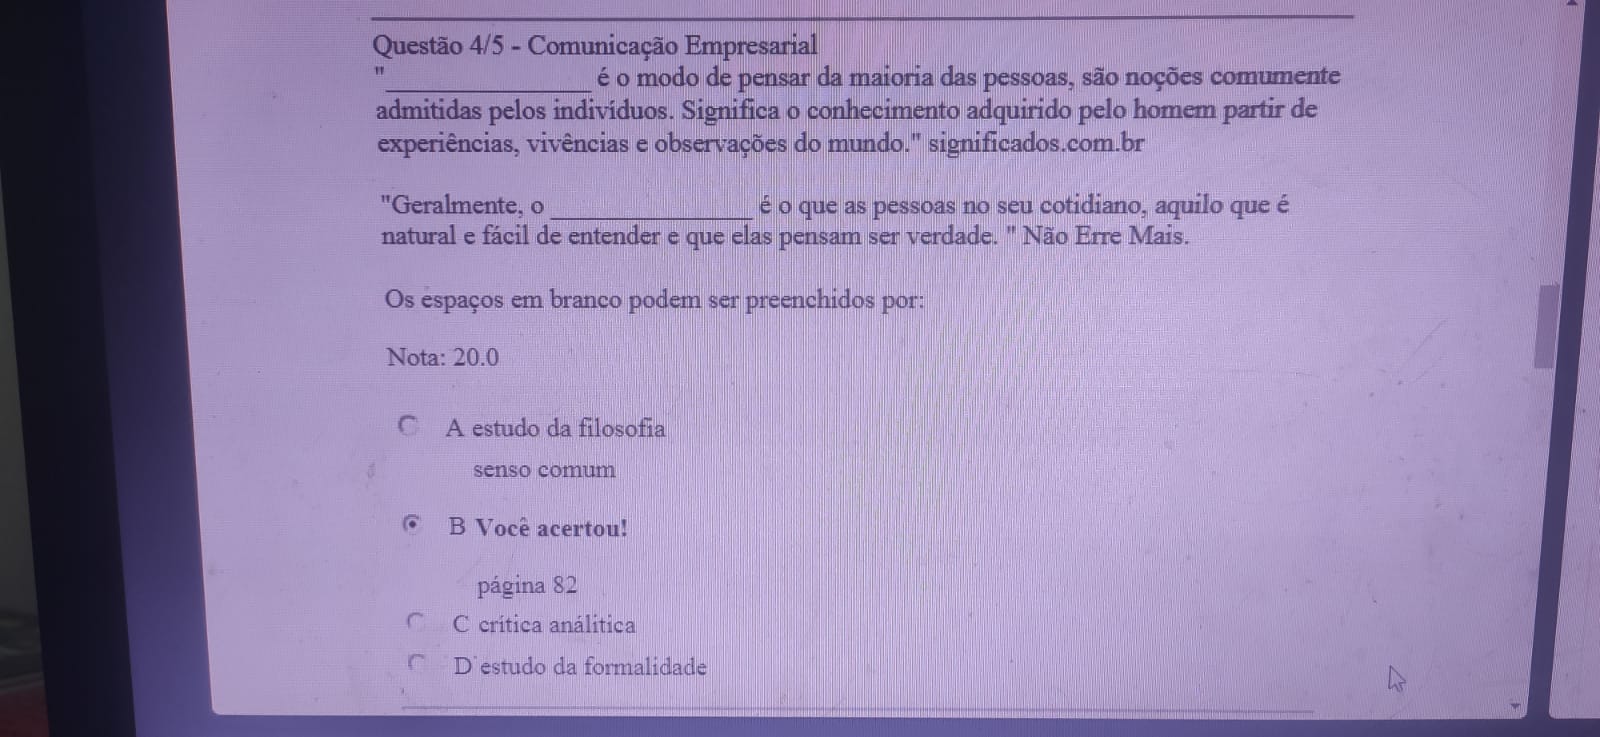 Questão 4/5 - Comunicação Empresarial
"________________ é o modo de pensar da maioria das pessoas, são noções comumente
admitidas pelos indivíduos. Significa o conhecimento adquirido pelo homem partir de
experiências, vivências e observações do mundo." significados.com.br
"Geralmente, o ________________ é o que as pessoas no seu cotidiano, aquilo que é
natural e fácil de entender e que elas pensam ser verdade. " Não Erre Mais.
Os espaços em branco podem ser preenchidos por:
Nota: 20.0
A estudo da filosofia
senso comum
B Você acertou!
página 82
C crítica análitica
D estudo da formalidade